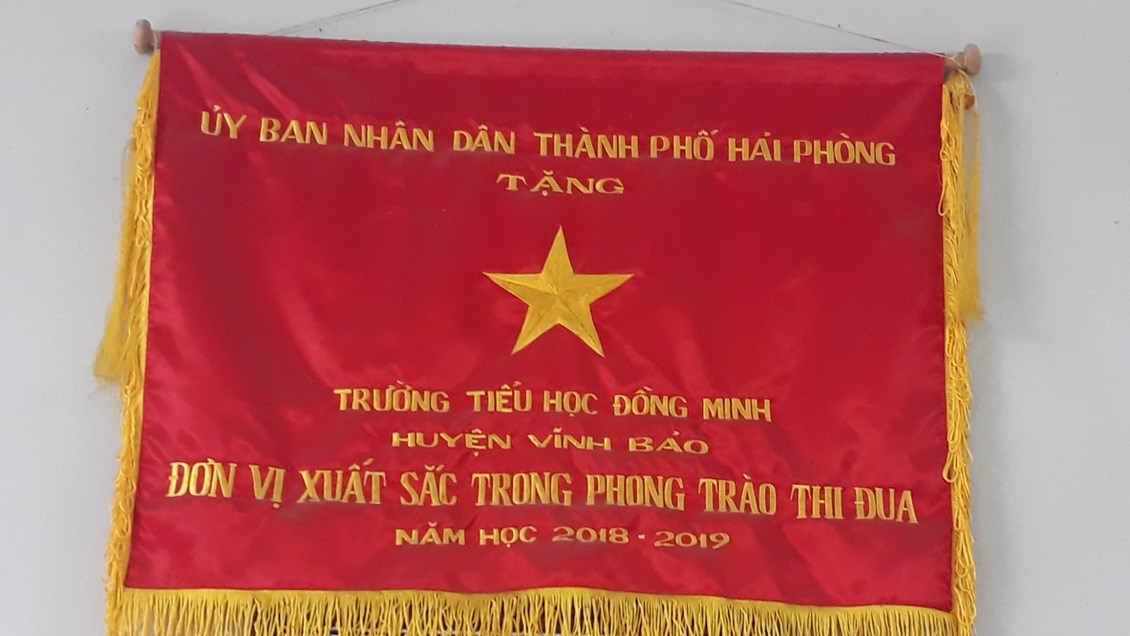 ỦY BAN NHÂN DÂN THÀNH PHỐ HẢI PHÒNG
TẶNG
TRƯỜNG TIỂU HỌC ĐỒNG MINH
HUYỆN VĨNH BẢO
ĐƠN VỊ XUẤT SẮC TRONG PHONG TRÀO THI ĐUA
NĂM HỌC 2018 - 2019